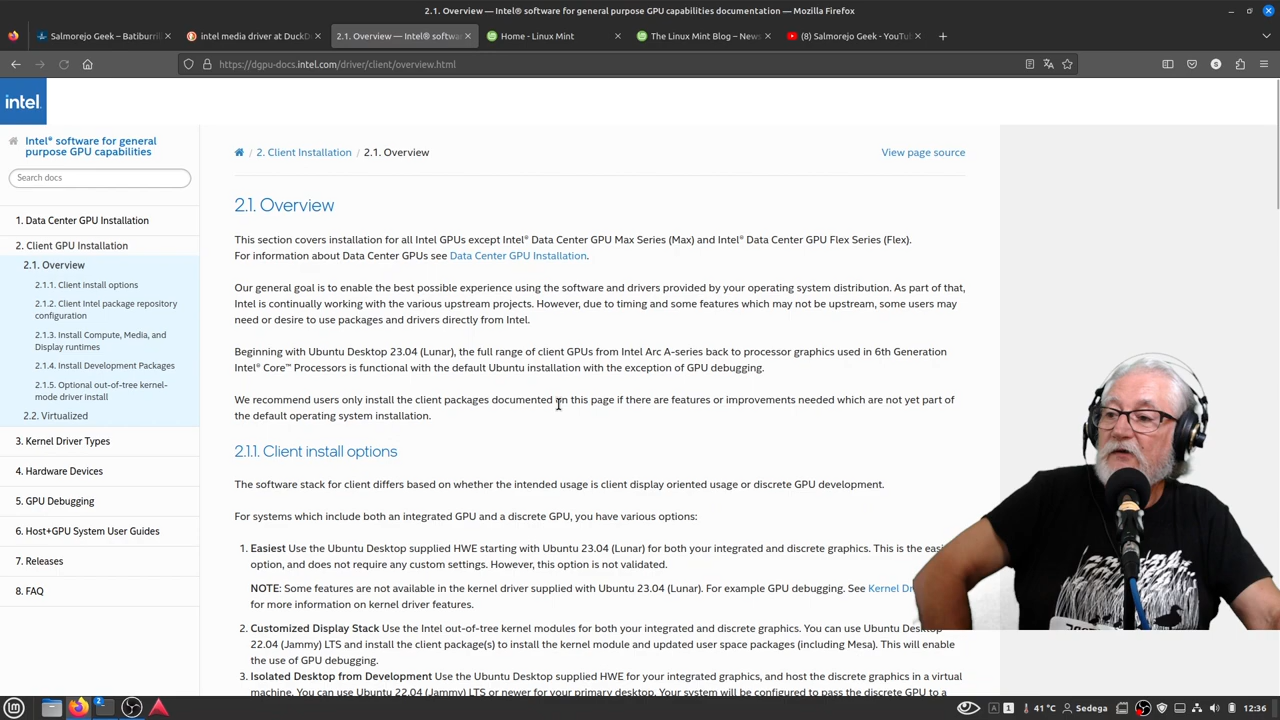 2.1. Overview — Intel® software for general purpose GPU capabilities documentation — Mozilla Firefox
Salmorejo Geek – Batiburril
intel media driver at DuckD
2.1. Overview — Intel® softwa
Home - Linux Mint
The Linux Mint Blog – News
(8) Salmorejo Geek - YouTu
https://dgpu-docs.intel.com/driver/client/overview.html
intel.
Intel® software for general
purpose GPU capabilities
Search docs
1. Data Center GPU Installation
2. Client GPU Installation
2.1. Overview
2.1.1. Client install options
2.1.2. Client Intel package repository
configuration
2.1.3. Install Compute, Media, and
Display runtimes
2.1.4. Install Development Packages
2.1.5. Optional out-of-tree kernel-
mode driver install
2.2. Virtualized
3. Kernel Driver Types
4. Hardware Devices
5. GPU Debugging
6. Host+GPU System User Guides
7. Releases
8. FAQ
/ 2. Client Installation / 2.1. Overview
View page source
2.1. Overview
This section covers installation for all Intel GPUs except Intel® Data Center GPU Max Series (Max) and Intel® Data Center GPU Flex Series (Flex).
For information about Data Center GPUs see Data Center GPU Installation.
Our general goal is to enable the best possible experience using the software and drivers provided by your operating system distribution. As part of that,
Intel is continually working with the various upstream projects. However, due to timing and some features which may not be upstream, some users may
need or desire to use packages and drivers directly from Intel.
Beginning with Ubuntu Desktop 23.04 (Lunar), the full range of client GPUs from Intel Arc A-series back to processor graphics used in 6th Generation
Intel® Core™ Processors is functional with the default Ubuntu installation with the exception of GPU debugging.
We recommend users only install the client packages documented on this page if there are features or improvements needed which are not yet part of
the default operating system installation.
2.1.1. Client install options
The software stack for client differs based on whether the intended usage is client display oriented usage or discrete GPU development.
For systems which include both an integrated GPU and a discrete GPU, you have various options:
1. Easiest Use the Ubuntu Desktop supplied HWE starting with Ubuntu 23.04 (Lunar) for both your integrated and discrete graphics. This is the easi
option, and does not require any custom settings. However, this option is not validated.
NOTE: Some features are not available in the kernel driver supplied with Ubuntu 23.04 (Lunar). For example GPU debugging. See Kernel Dr
for more information on kernel driver features.
2. Customized Display Stack Use the Intel out-of-tree kernel modules for both your integrated and discrete graphics. You can use Ubuntu Deskto
22.04 (Jammy) LTS and install the client package(s) to install the kernel module and updated user space packages (including Mesa). This will enable
the use of GPU debugging.
3. Isolated Desktop from Development Use the Ubuntu Desktop supplied HWE for your integrated graphics, and host the discrete graphics in a virtual
machine. You can use Ubuntu 22.04 (Jammy) LTS or newer for your primary desktop. Your system will be configured to pass the discrete GPU to a
1
41 °C
Sedega
12:36